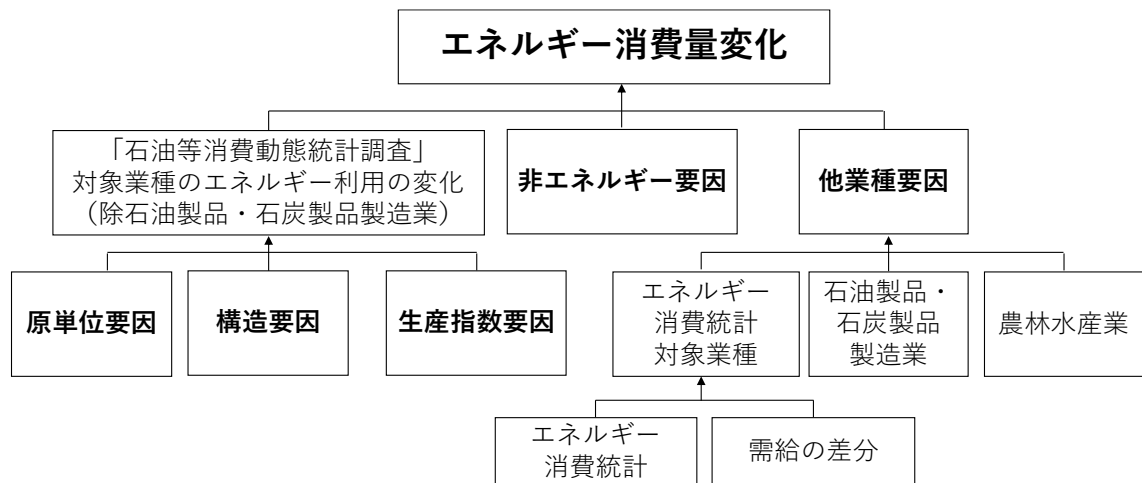 エネルギー消費量変化
「石油等消費動態統計調査」
対象業種のエネルギー利用の変化
（除石油製品・石炭製品製造業）
非エネルギー要因
他業種要因
原単位要因
構造要因
生産指数要因
エネルギー
消費統計
対象業種
石油製品・
石炭製品
製造業
農林水産業
エネルギー
消費統計
需給の差分